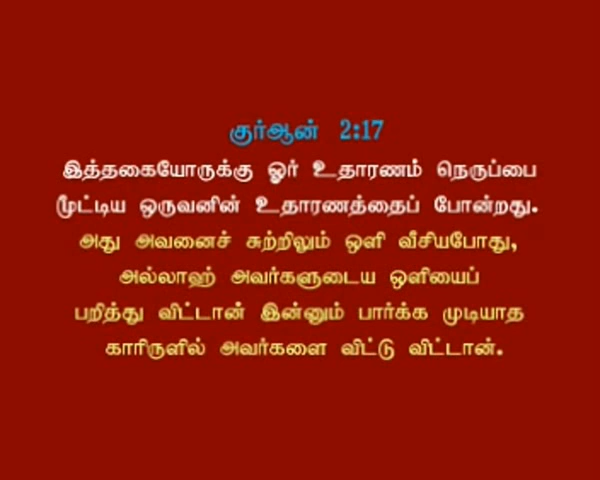 குர்ஆன் 2:17
இத்தகையோருக்கு ஓர் உதாரணம் நெருப்பை
மூட்டிய ஒருவனின் உதாரணத்தைப் போன்றது.
அது அவனைச் சுற்றிலும் ஒளி வீசியபோது,
அல்லாஹ் அவர்களுடைய ஒளியைப்
பறித்து விட்டான் இன்னும் பார்க்க முடியாத
காரிருளில் அவர்களை விட்டு விட்டான்.